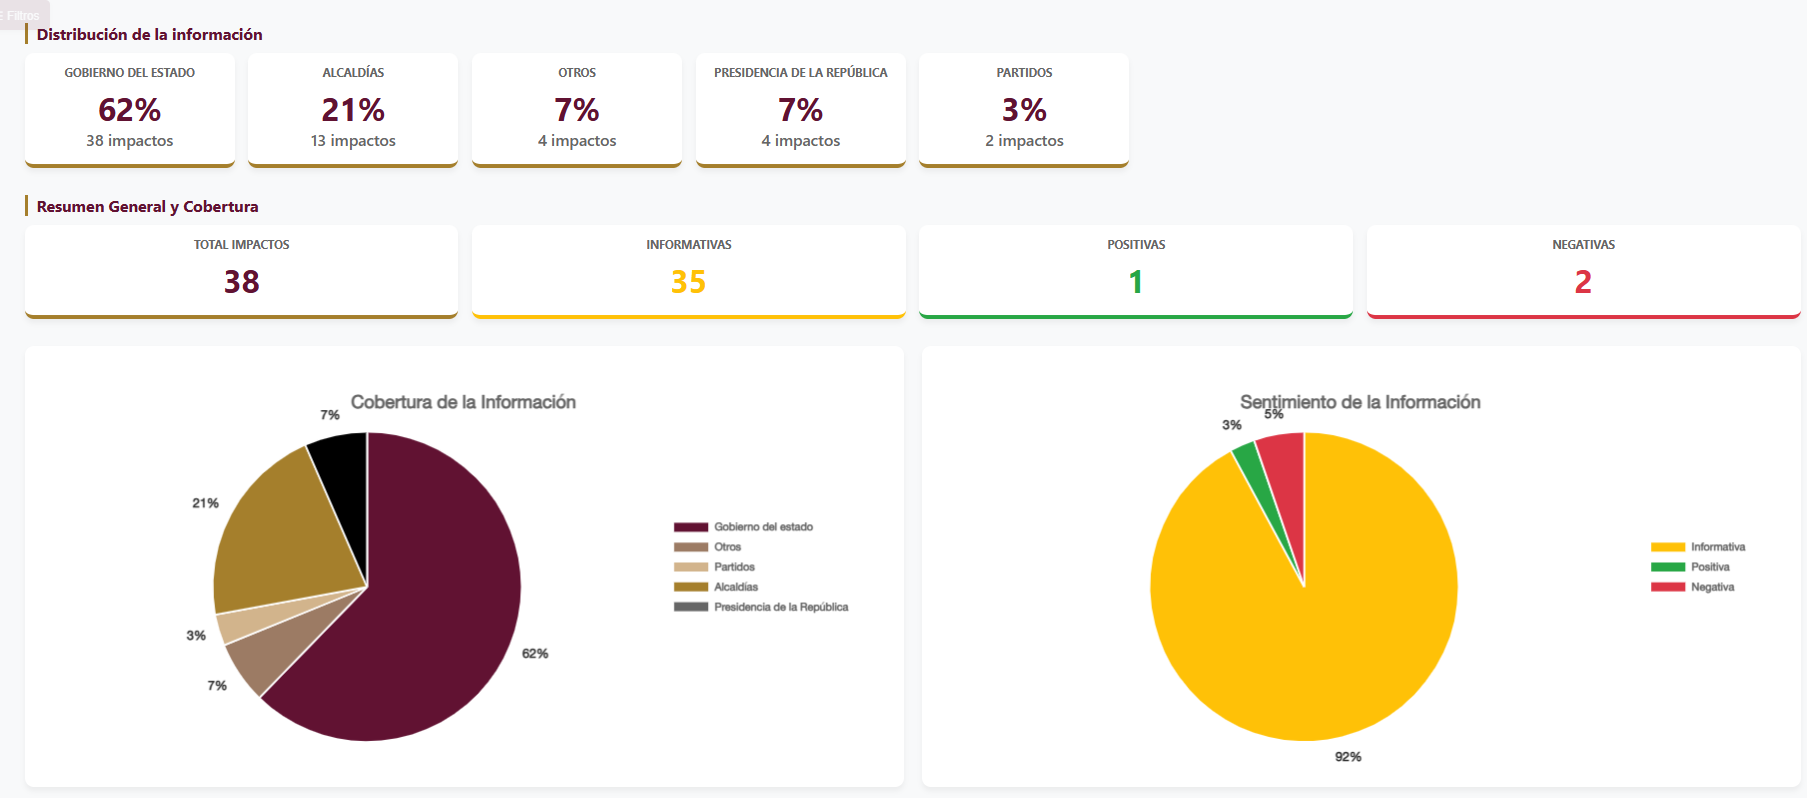 E Filtros
Distribución de la información
GOBIERNO DEL ESTADO
62%
38 impactos
ALCALDÍAS
21%
13 impactos
OTROS
7%
4 impactos
PRESIDENCIA DE LA REPÚBLICA
7%
4 impactos
PARTIDOS
3%
2 impactos
Resumen General y Cobertura
TOTAL IMPACTOS
38
INFORMATIVAS
35
POSITIVAS
1
NEGATIVAS
2
Cobertura de la Información
7%
21%
3%
7%
62%
Gobierno del estado
Otros
Partidos
Alcaldías
Presidencia de la República
Sentimiento de la Información
5%
3%
92%
Informativa
Positiva
Negativa